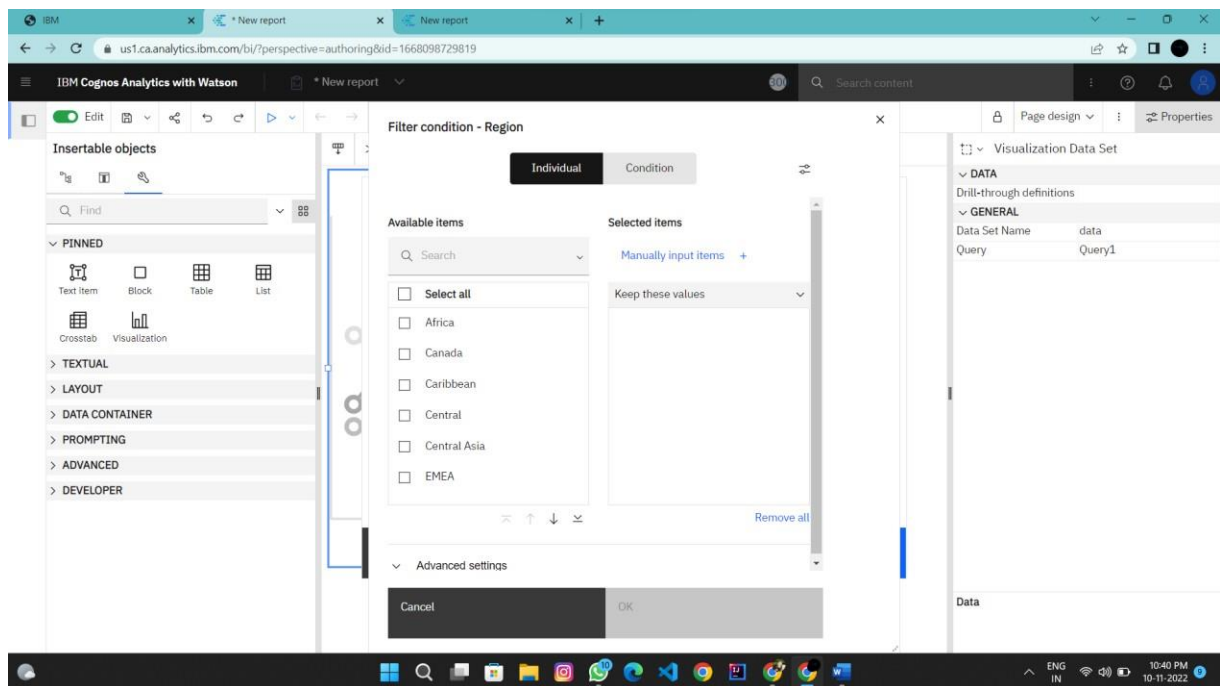 IBM
* New report
New report
us1.ca.analytics.ibm.com/bi/?perspective=authoring&id=1668098729819
IBM Cognos Analytics with Watson
* New report
Search content
Edit
Page design
Properties
Insertable objects
Find
PINNED
Text item
Block
Table
List
Crosstab
Visualization
TEXTUAL
LAYOUT
DATA CONTAINER
PROMPTING
ADVANCED
DEVELOPER
Filter condition - Region
Individual
Condition
Available items
Search
Select all
Africa
Canada
Caribbean
Central
Central Asia
EMEA
Selected items
Manually input items +
Keep these values
Remove all
Advanced settings
Cancel
OK
Visualization Data Set
DATA
Drill-through definitions
GENERAL
Data Set Name data
Query Query1
Data
10
ENG
IN
10:40 PM
10-11-2022